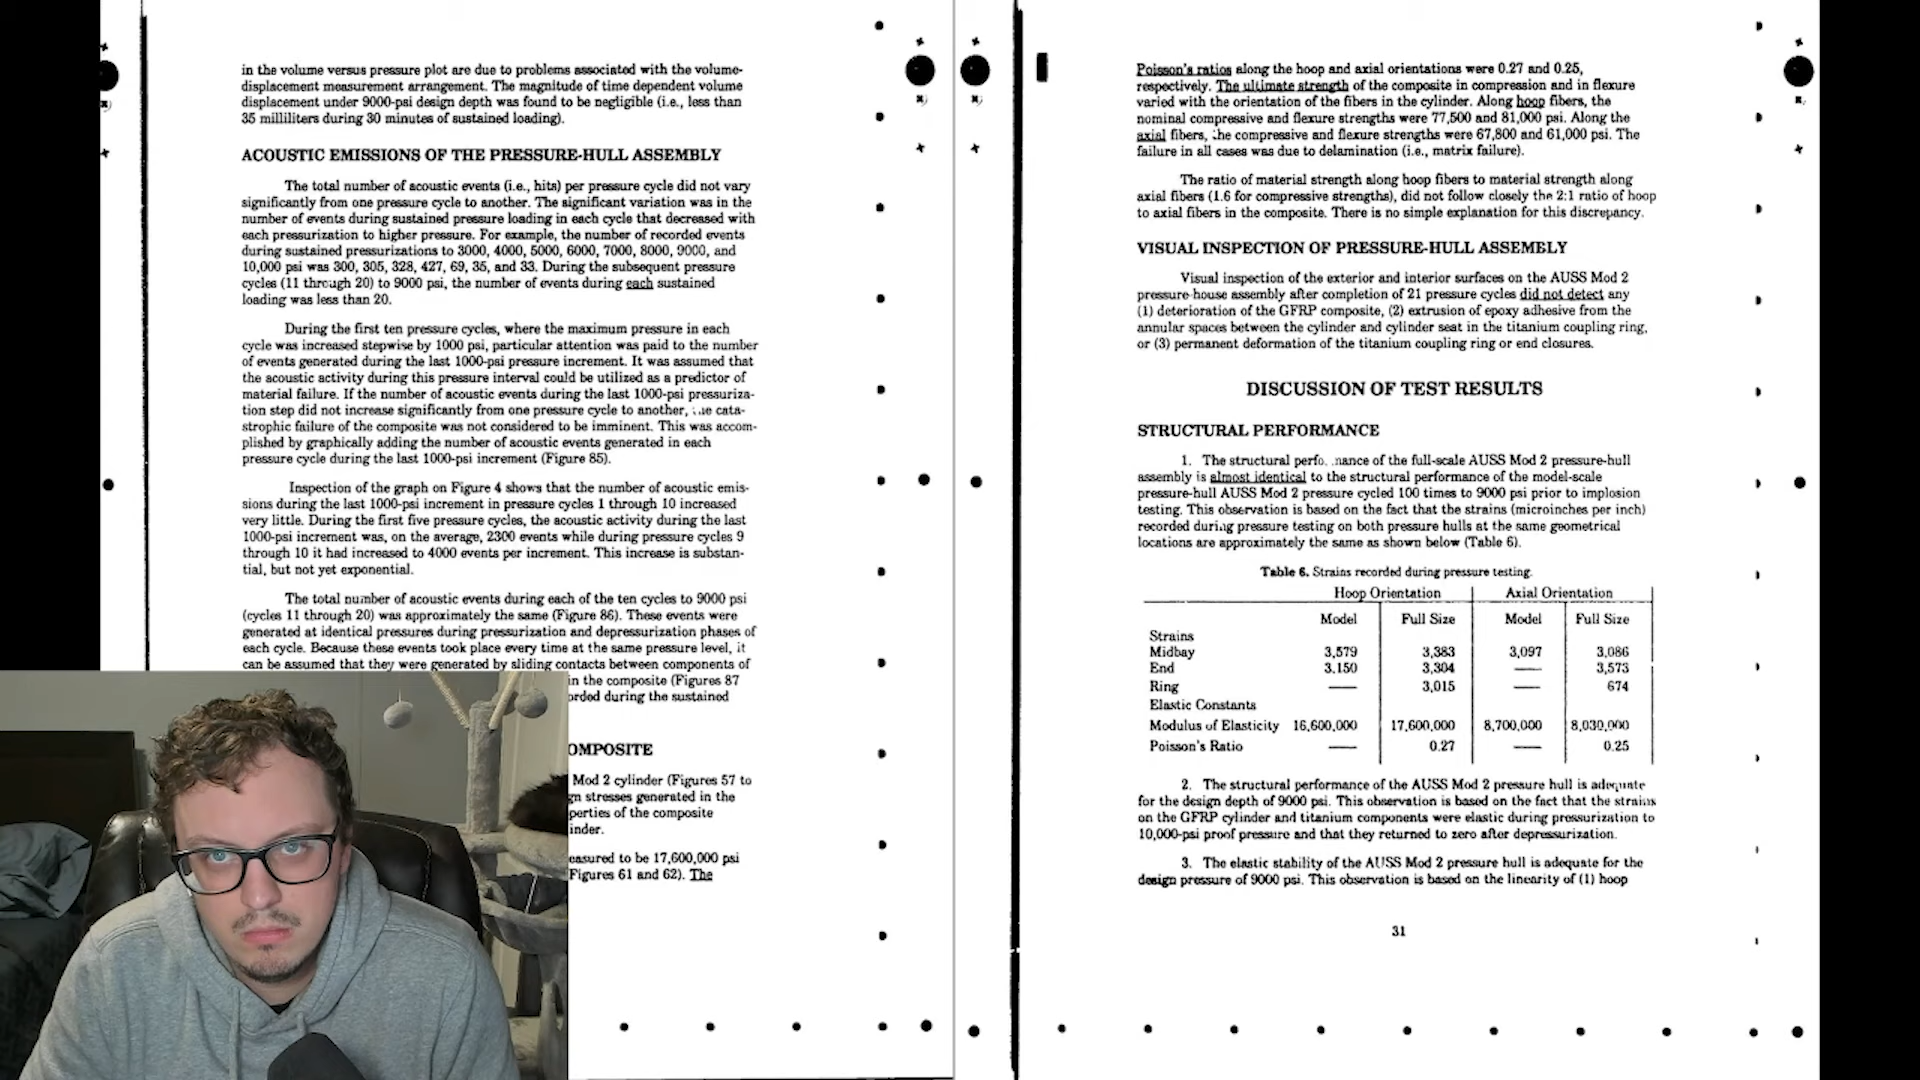 in the volume versus pressure plot are due to problems associated with the volume-
displacement measurement arrangement. The magnitude of time dependent volume
displacement under 9000-psi design depth was found to be negligible (i.e., less than
35 milliliters during 30 minutes of sustained loading).
ACOUSTIC EMISSIONS OF THE PRESSURE-HULL ASSEMBLY
The total number of acoustic events (i.e., hits) per pressure cycle did not vary
significantly from one pressure cycle to another. The significant variation was in the
number of events during sustained pressure loading in each cycle that decreased with
each pressurization to higher pressure. For example, the number of recorded events
during sustained pressurizations to 3000, 4000, 5000, 6000, 7000, 8000, 9000, and
10,000 psi was 300, 305, 328, 427, 69, 35, and 33. During the subsequent pressure
cycles (11 through 20) to 9000 psi, the number of events during each sustained
loading was less than 20.
During the first ten pressure cycles, where the maximum pressure in each
cycle was increased stepwise by 1000 psi, particular attention was paid to the number
of events generated during the last 1000-psi pressure increment. It was assumed that
the acoustic activity during this pressure interval could be utilized as a predictor of
material failure. If the number of acoustic events during the last 1000-psi pressuriza-
tion step did not increase significantly from one pressure cycle to another, cata-
strophic failure of the composite was not considered to be imminent. This was accom-
plished by graphically adding the number of acoustic events generated in each
pressure cycle during the last 1000-psi increment (Figure 85).
Inspection of the graph on Figure 4 shows that the number of acoustic emis-
sions during the last 1000-psi increment in pressure cycles 1 through 10 increased
very little. During the first five pressure cycles, the acoustic activity during the last
1000-psi increment was, on the average, 2300 events while during pressure cycles 9
through 10 it had increased to 4000 events per increment. This increase is substan-
tial, but not yet exponential.
The total number of acoustic events during each of the ten cycles to 9000 psi
(cycles 11 through 20) was approximately the same (Figure 86). These events were
generated at identical pressures during pressurization and depressurization phases of
each cycle. Because these events took place every time at the same pressure level, it
can be assumed that they were generated by sliding contacts between components of
in the composite (Figures 87
orded during the sustained
OMPOSITE
Mod 2 cylinder (Figures 57 to
gn stresses generated in the
perties of the composite
inder.
easured to be 17,600,000 psi
Figures 61 and 62). The
Poisson's ratios along the hoop and axial orientations were 0.27 and 0.25,
respectively. The ultimate strength of the composite in compression and in flexure
varied with the orientation of the fibers in the cylinder. Along hoop fibers, the
nominal compressive and flexure strengths were 77,500 and 81,000 psi. Along the
axial fibers, the compressive and flexure strengths were 67,800 and 61,000 psi. The
failure in all cases was due to delamination (i.e., matrix failure).
The ratio of material strength along hoop fibers to material strength along
axial fibers (1.6 for compressive strengths), did not follow closely the 2:1 ratio of hoop
to axial fibers in the composite. There is no simple explanation for this discrepancy.
VISUAL INSPECTION OF PRESSURE-HULL ASSEMBLY
Visual inspection of the exterior and interior surfaces on the AUSS Mod 2
pressure-house assembly after completion of 21 pressure cycles did not detect any
(1) deterioration of the GFRP composite, (2) extrusion of epoxy adhesive from the
annular spaces between the cylinder and cylinder seat in the titanium coupling ring,
or (3) permanent deformation of the titanium coupling ring or end closures.
DISCUSSION OF TEST RESULTS
STRUCTURAL PERFORMANCE
1. The structural perfo. .nance of the full-scale AUSS Mod 2 pressure-hull
assembly is almost identical to the structural performance of the model-scale
pressure-hull AUSS Mod 2 pressure cycled 100 times to 9000 psi prior to implosion
testing. This observation is based on the fact that the strains (microinches per inch)
recorded during pressure testing on both pressure hulls at the same geometrical
locations are approximately the same as shown below (Table 6).
Table 6. Strains recorded during pressure testing.
Hoop Orientation Axial Orientation
Model Full Size Model Full Size
Strains
Midbay 3,579 3,383 3,097 3,086
End 3,150 3,304 — 3,573
Ring — 3,015 — 674
Elastic Constants
Modulus of Elasticity 16,600,000 17,600,000 8,700,000 8,030,000
Poisson's Ratio — 0.27 — 0.25
2. The structural performance of the AUSS Mod 2 pressure hull is adequate
for the design depth of 9000 psi. This observation is based on the fact that the strains
on the GFRP cylinder and titanium components were elastic during pressurization to
10,000-psi proof pressure and that they returned to zero after depressurization.
3. The elastic stability of the AUSS Mod 2 pressure hull is adequate for the
design pressure of 9000 psi. This observation is based on the linearity of (1) hoop
31